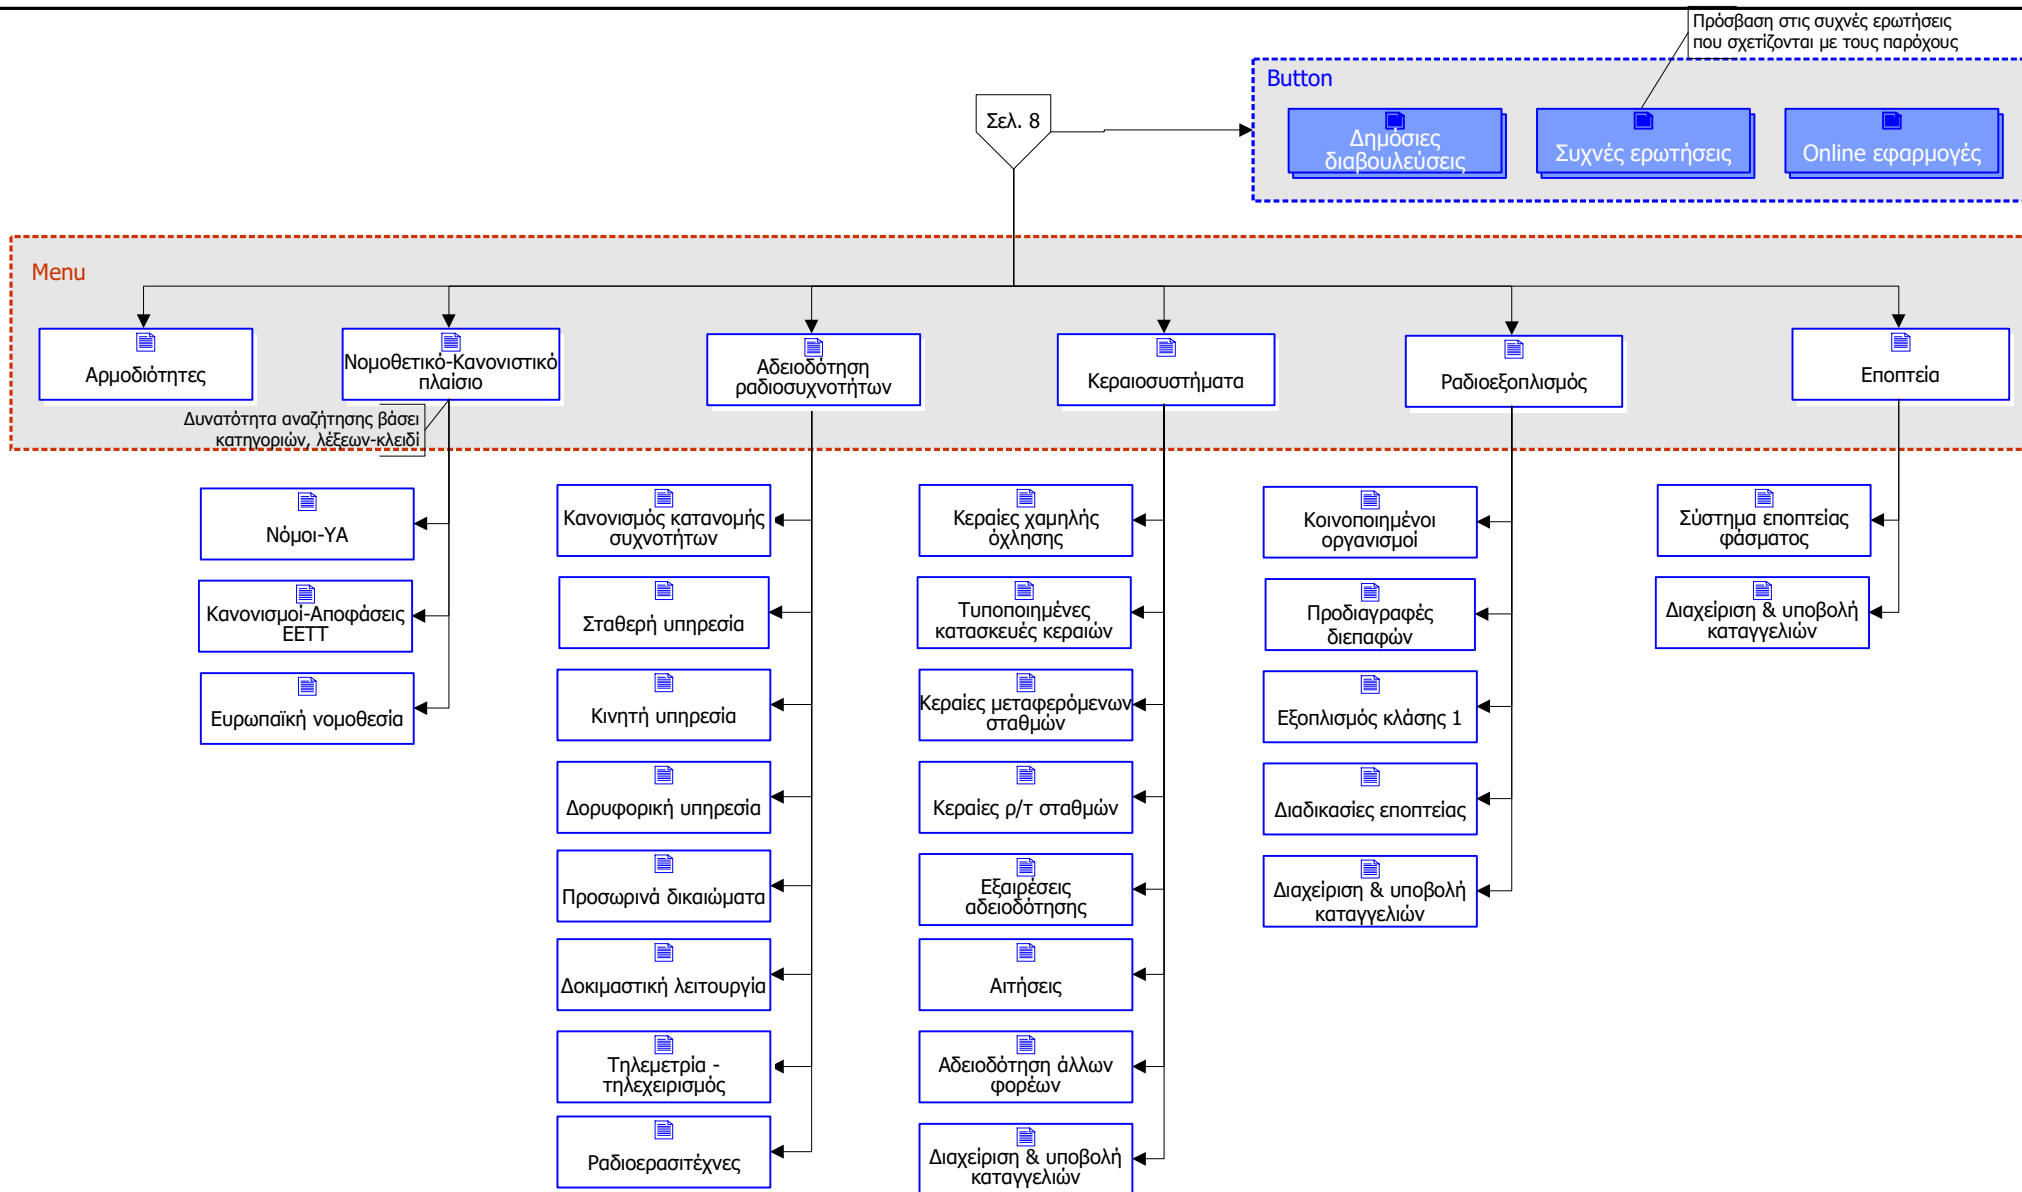 Πρόσβαση στις συχνές ερωτήσεις
που σχετίζονται με τους παρόχους
Button
Σελ. 8
Δημόσιες
διαβουλεύσεις
Συχνές ερωτήσεις
Online εφαρμογές
Menu
Αρμοδιότητες
Νομοθετικό-Κανονιστικό
πλαίσιο
Αδειοδότηση
ραδιοσυχνοτήτων
Κεραιοσυστήματα
Ραδιοεξοπλισμός
Εποπτεία
Δυνατότητα αναζήτησης βάσει
κατηγοριών, λέξεων-κλειδί
Νόμοι-ΥΑ
Κανονισμοί-Αποφάσεις
ΕΕΤΤ
Ευρωπαϊκή νομοθεσία
Κανονισμός κατανομής
συχνοτήτων
Σταθερή υπηρεσία
Κινητή υπηρεσία
Δορυφορική υπηρεσία
Προσωρινά δικαιώματα
Δοκιμαστική λειτουργία
Τηλεμετρία -
τηλεχειρισμός
Ραδιοερασιτέχνες
Κεραίες χαμηλής
όχλησης
Τυποποιημένες
κατασκευές κεραιών
Κεραίες μεταφερόμενων
σταθμών
Κεραίες ρ/τ σταθμών
Εξαιρέσεις
αδειοδότησης
Αιτήσεις
Αδειοδότηση άλλων
φορέων
Διαχείριση & υποβολή
καταγγελιών
Κοινοποιημένοι
οργανισμοί
Προδιαγραφές
διεπαφών
Εξοπλισμός κλάσης 1
Διαδικασίες εποπτείας
Διαχείριση & υποβολή
καταγγελιών
Σύστημα εποπτείας
φάσματος
Διαχείριση & υποβολή
καταγγελιών